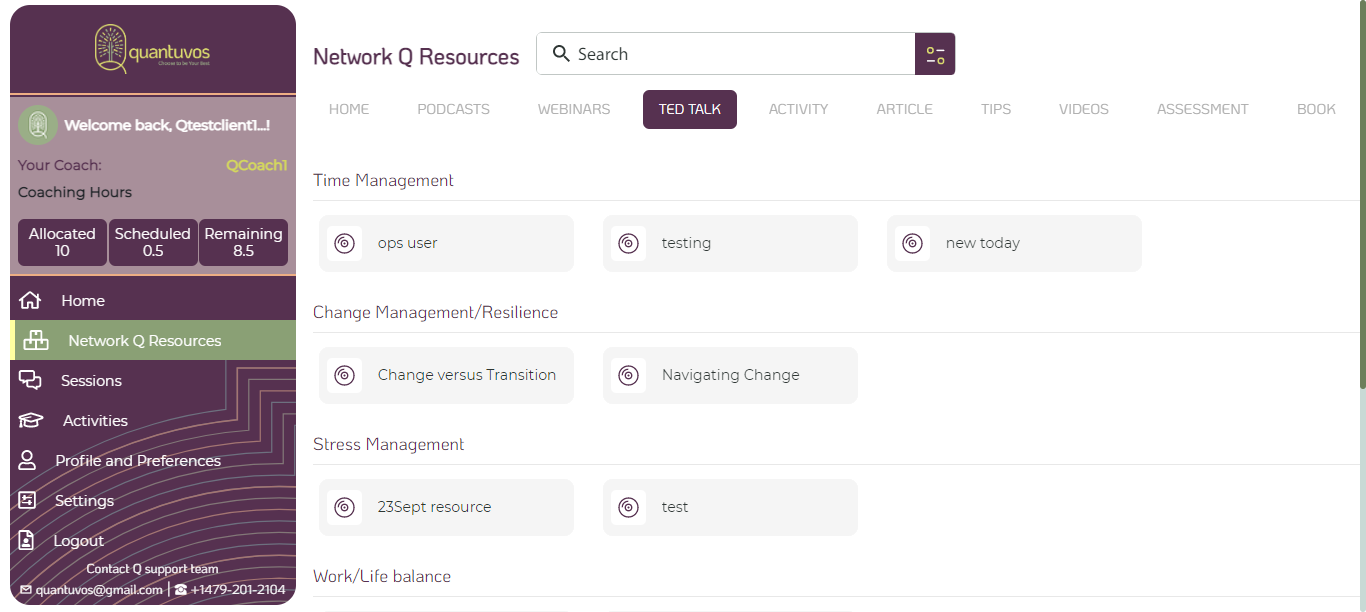 quantuvos
Choose to be Your Best
Welcome back, Qtestclient1...!
Your Coach: QCoach1
Coaching Hours
Allocated Scheduled Remaining
10 0.5 8.5
Home
Network Q Resources
Sessions
Activities
Profile and Preferences
Settings
Logout
Contact Q support team
quantuvos@gmail.com | +1479-201-2104
Network Q Resources Search
HOME PODCASTS WEBINARS TED TALK ACTIVITY ARTICLE TIPS VIDEOS ASSESSMENT BOOK
Time Management
ops user testing new today
Change Management/Resilience
Change versus Transition Navigating Change
Stress Management
23Sept resource test
Work/Life balance